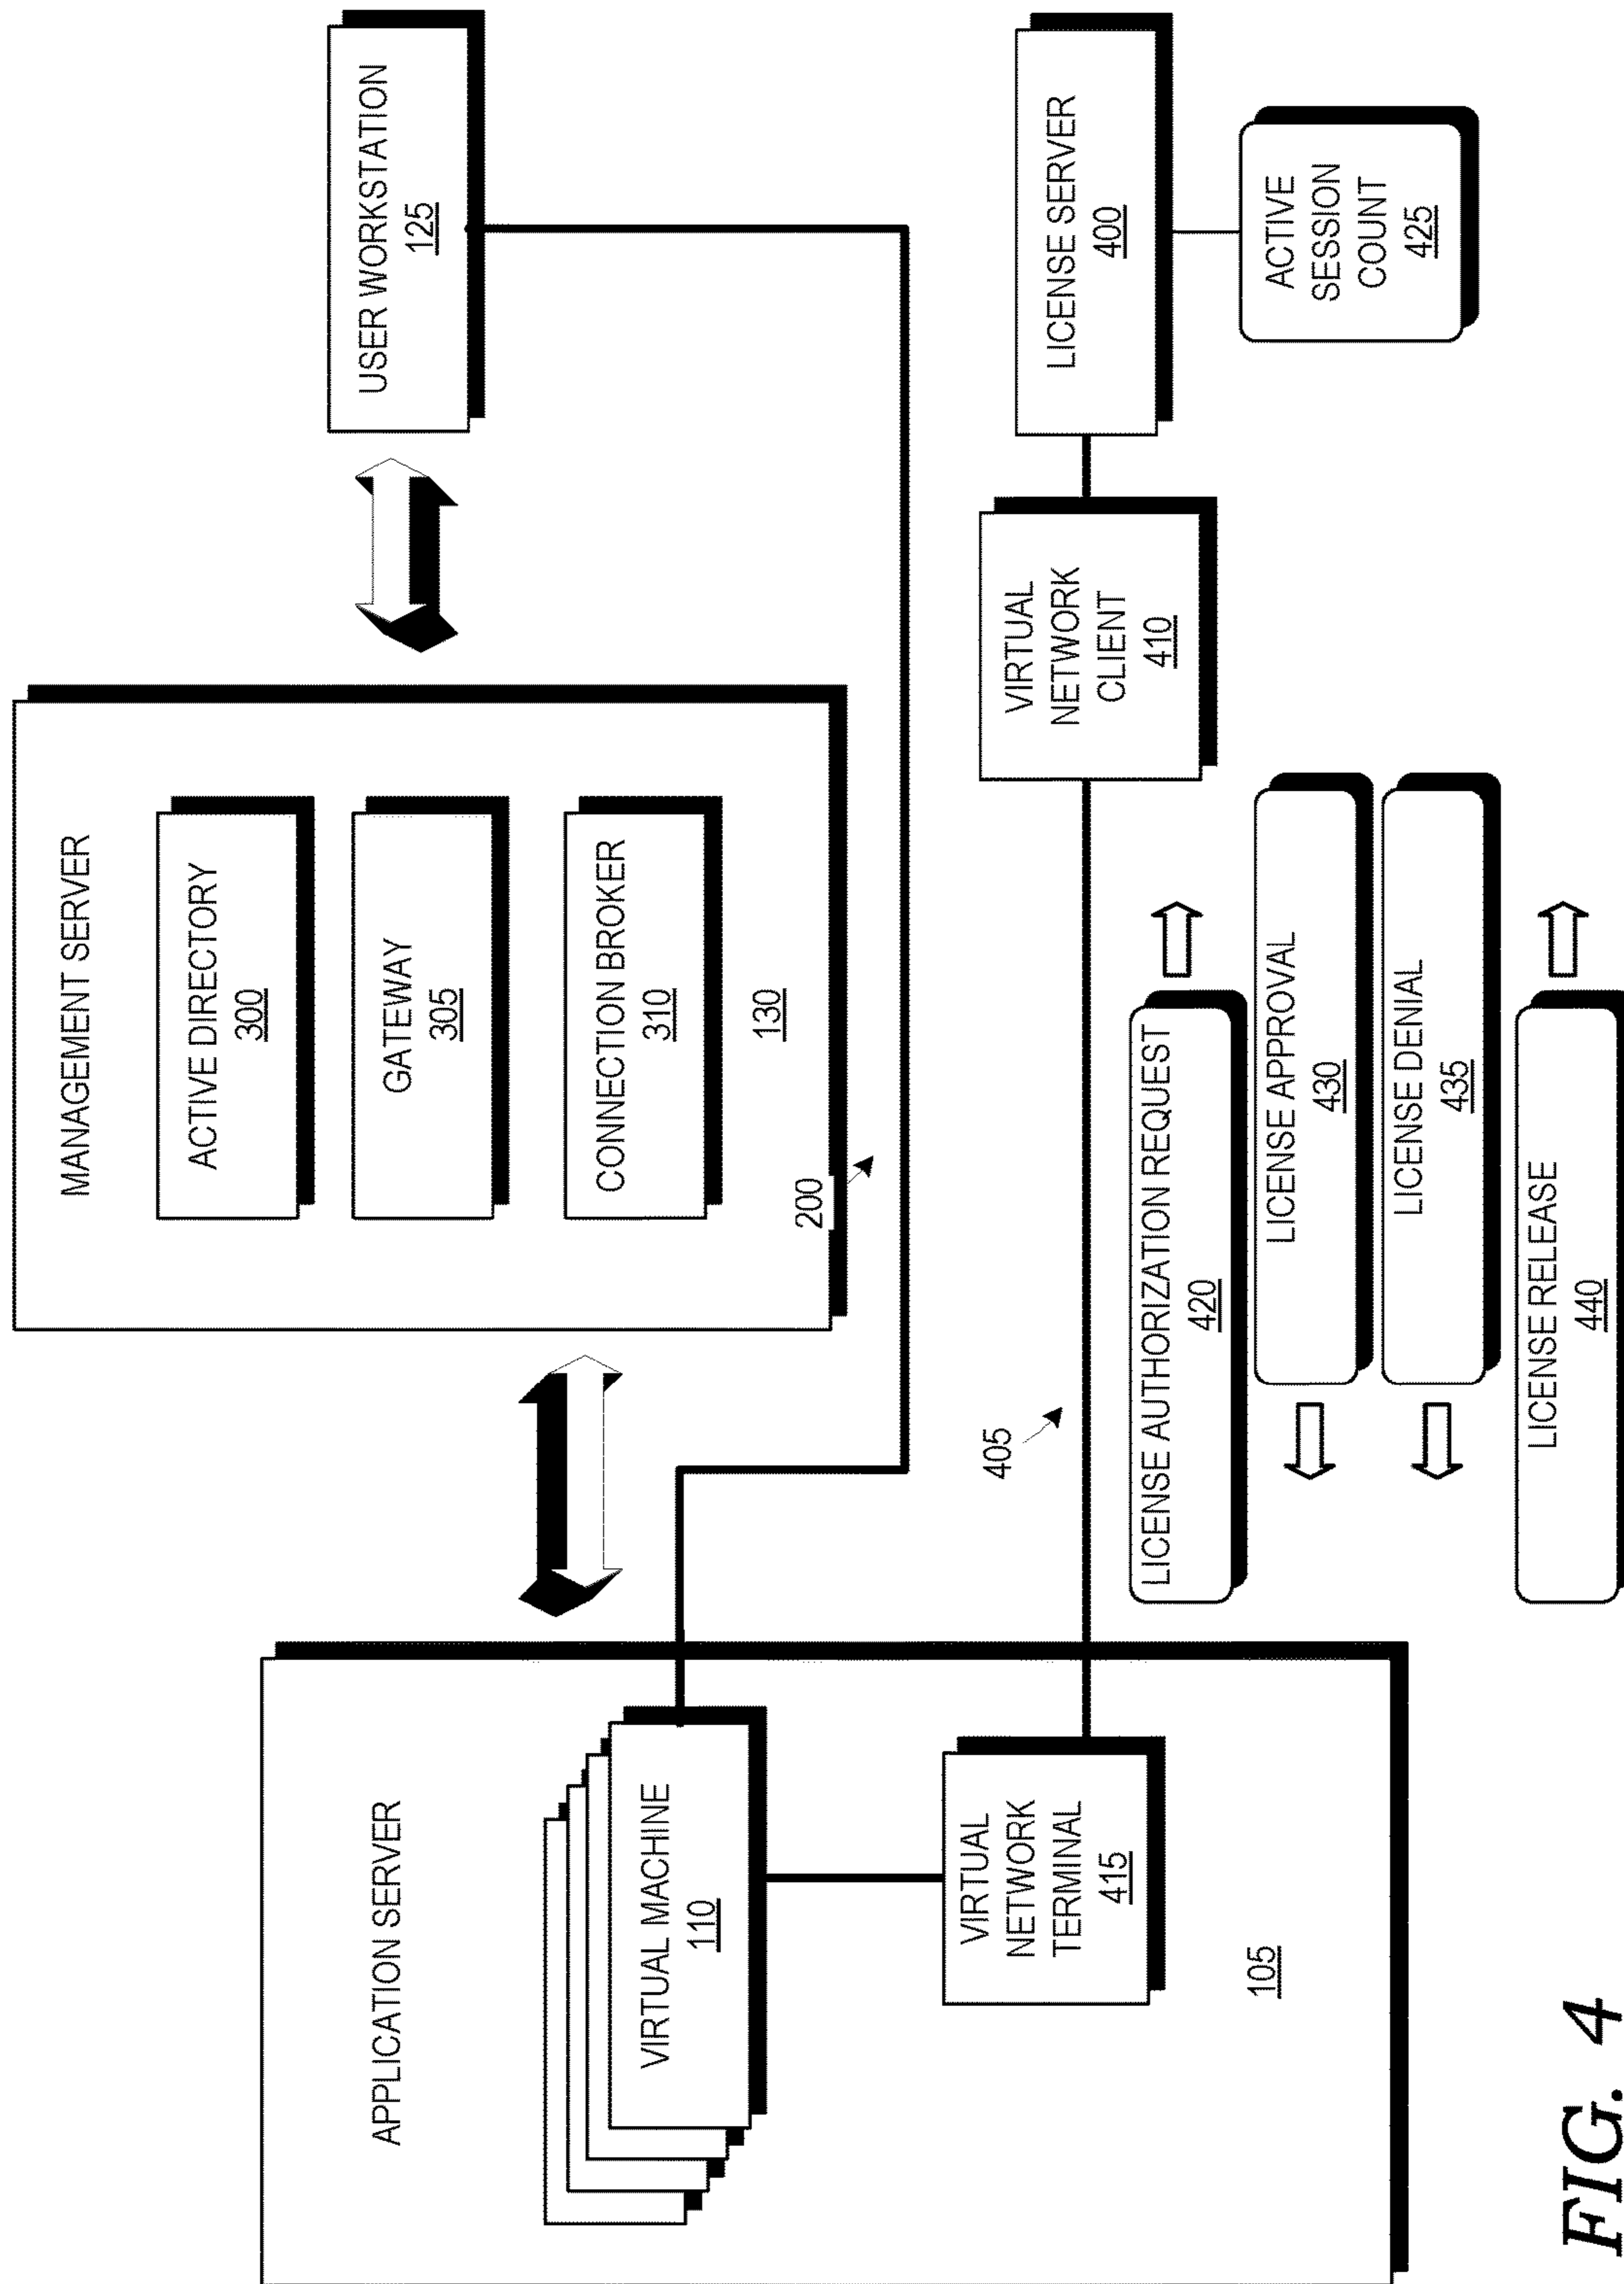 APPLICATION SERVER
VIRTUAL MACHINE
110
VIRTUAL
NETWORK
TERMINAL
415
105
MANAGEMENT SERVER
ACTIVE DIRECTORY
300
GATEWAY
305
CONNECTION BROKER
310
130
200
USER WORKSTATION
125
405
VIRTUAL
NETWORK
CLIENT
410
LICENSE SERVER
400
ACTIVE
SESSION
COUNT
425
LICENSE AUTHORIZATION REQUEST
420
LICENSE APPROVAL
430
LICENSE DENIAL
435
LICENSE RELEASE
440
FIG. 4